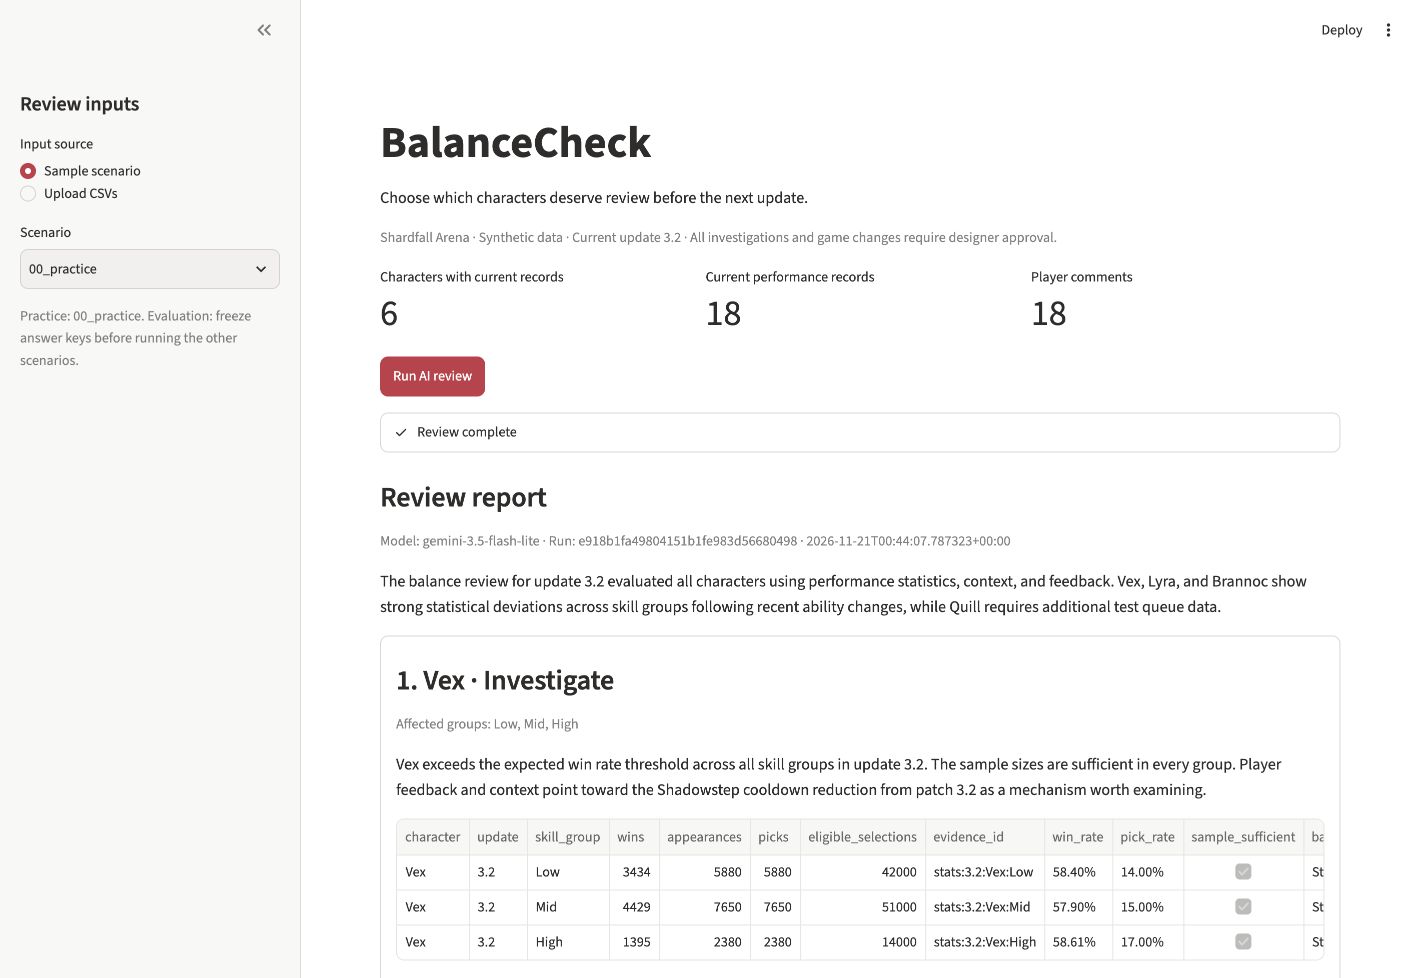 Deploy
Review inputs
Input source
Sample scenario
Upload CSVs
Scenario
00_practice
Practice: 00_practice. Evaluation: freeze
answer keys before running the other
scenarios.
BalanceCheck
Choose which characters deserve review before the next update.
Shardfall Arena · Synthetic data · Current update 3.2 · All investigations and game changes require designer approval.
Characters with current records Current performance records Player comments
6 18 18
Run AI review
Review complete
Review report
Model: gemini-3.5-flash-lite · Run: e918b1fa49804151b1fe983d56680498 · 2026-11-21T00:44:07.787323+00:00
The balance review for update 3.2 evaluated all characters using performance statistics, context, and feedback. Vex, Lyra, and Brannoc show
strong statistical deviations across skill groups following recent ability changes, while Quill requires additional test queue data.
1. Vex · Investigate
Affected groups: Low, Mid, High
Vex exceeds the expected win rate threshold across all skill groups in update 3.2. The sample sizes are sufficient in every group. Player
feedback and context point toward the Shadowstep cooldown reduction from patch 3.2 as a mechanism worth examining.
character update skill_group wins appearances picks eligible_selections evidence_id win_rate pick_rate sample_sufficient ba
Vex 3.2 Low 3434 5880 5880 42000 stats:3.2:Vex:Low 58.40% 14.00% St
Vex 3.2 Mid 4429 7650 7650 51000 stats:3.2:Vex:Mid 57.90% 15.00% St
Vex 3.2 High 1395 2380 2380 14000 stats:3.2:Vex:High 58.61% 17.00% St